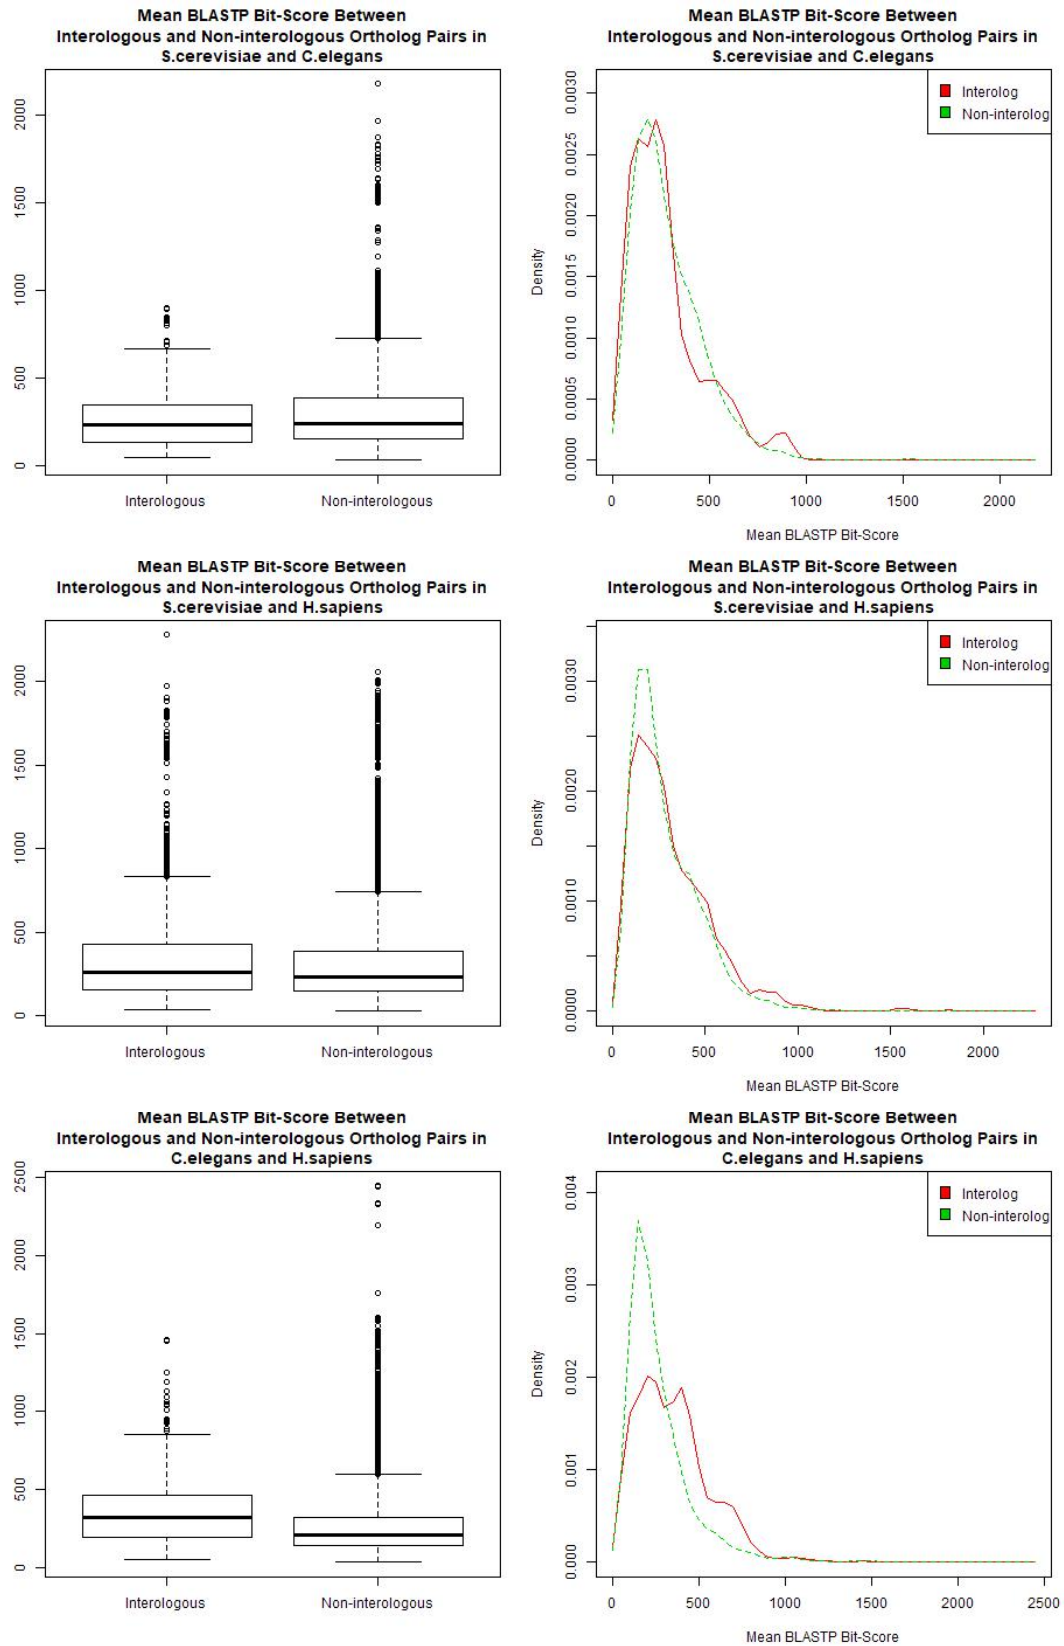 Mean BLASTP Bit-Score Between
Interologous and Non-interologous Ortholog Pairs in
S.cerevisiae and C.elegans
2000
1500
1000
500
0
Interologous
Non-interologous
Mean BLASTP Bit-Score Between
Interologous and Non-interologous Ortholog Pairs in
S.cerevisiae and C.elegans
Interolog
Non-interolog
Density
0.0030
0.0025
0.0020
0.0015
0.0010
0.0005
0.0000
0 500 1000 1500 2000
Mean BLASTP Bit-Score
Mean BLASTP Bit-Score Between
Interologous and Non-interologous Ortholog Pairs in
S.cerevisiae and H.sapiens
2000
1500
1000
500
0
Interologous
Non-interologous
Mean BLASTP Bit-Score Between
Interologous and Non-interologous Ortholog Pairs in
S.cerevisiae and H.sapiens
Interolog
Non-interolog
Density
0.0030
0.0020
0.0010
0.0000
0 500 1000 1500 2000
Mean BLASTP Bit-Score
Mean BLASTP Bit-Score Between
Interologous and Non-interologous Ortholog Pairs in
C.elegans and H.sapiens
2500
2000
1500
1000
500
0
Interologous
Non-interologous
Mean BLASTP Bit-Score Between
Interologous and Non-interologous Ortholog Pairs in
C.elegans and H.sapiens
Interolog
Non-interolog
Density
0.004
0.003
0.002
0.001
0.000
0 500 1000 1500 2000 2500
Mean BLASTP Bit-Score